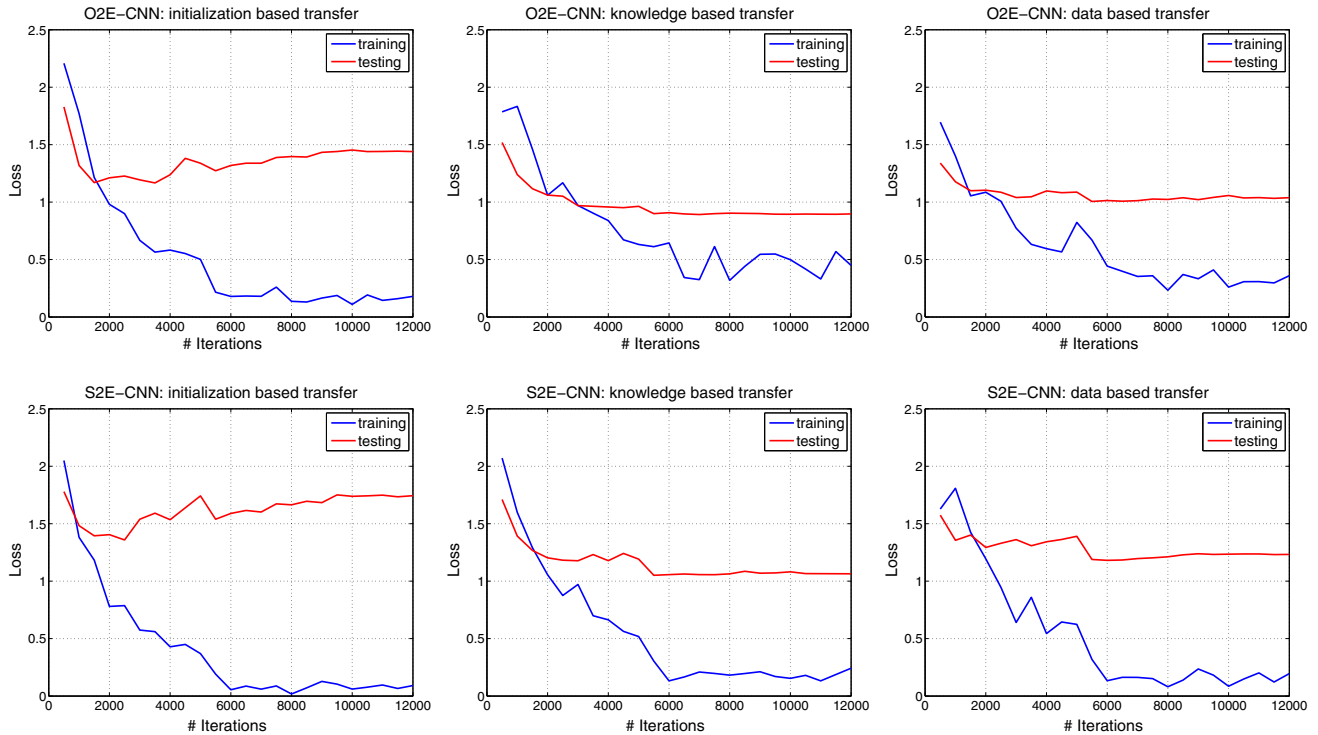 O2E−CNN: initialization based transfer
2.5
2
1.5
1
0.5
0
Loss
training
testing
0 2000 4000 6000 8000 10000 12000
# Iterations
O2E−CNN: knowledge based transfer
2.5
2
1.5
1
0.5
0
Loss
training
testing
0 2000 4000 6000 8000 10000 12000
# Iterations
O2E−CNN: data based transfer
2.5
2
1.5
1
0.5
0
Loss
training
testing
0 2000 4000 6000 8000 10000 12000
# Iterations
S2E−CNN: initialization based transfer
2.5
2
1.5
1
0.5
0
Loss
training
testing
0 2000 4000 6000 8000 10000 12000
# Iterations
S2E−CNN: knowledge based transfer
2.5
2
1.5
1
0.5
0
Loss
training
testing
0 2000 4000 6000 8000 10000 12000
# Iterations
S2E−CNN: data based transfer
2.5
2
1.5
1
0.5
0
Loss
training
testing
0 2000 4000 6000 8000 10000 12000
# Iterations